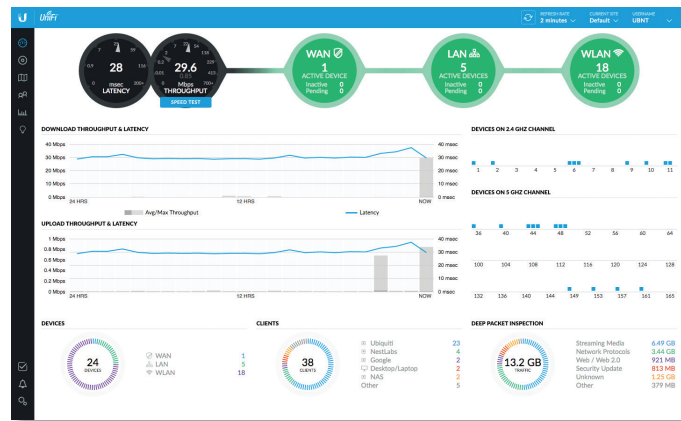 UniFi
REFRESH RATE
2 minutes
CURRENT SITE
Default
USERNAME
UBNT
28
msec
LATENCY
29.6
0.85
Mbps
THROUGHPUT
SPEED TEST
WAN
1
ACTIVE DEVICE
Inactive 0
Pending 0
LAN
5
ACTIVE DEVICES
Inactive 0
Pending 0
WLAN
18
ACTIVE DEVICES
Inactive 0
Pending 0
DOWNLOAD THROUGHPUT & LATENCY
40 Mbps 40 msec
30 Mbps 30 msec
20 Mbps 20 msec
10 Mbps 10 msec
0 Mbps 0 msec
24 HRS 12 HRS NOW
Avg/Max Throughput Latency
UPLOAD THROUGHPUT & LATENCY
1 Mbps 40 msec
0.8 Mbps 30 msec
0.6 Mbps
0.4 Mbps 20 msec
0.2 Mbps 10 msec
0 Mbps 0 msec
24 HRS 12 HRS NOW
DEVICES ON 2.4 GHZ CHANNEL
1 2 3 4 5 6 7 8 9 10 11
DEVICES ON 5 GHZ CHANNEL
36 40 44 48 52 56 60 64
100 104 108 112 116 120 124 128
132 136 140 144 149 153 157 161 165
DEVICES
24
DEVICES
WAN 1
LAN 5
WLAN 18
CLIENTS
38
CLIENTS
Ubiquiti 23
NestLabs 4
Google 2
Desktop/Laptop 2
NAS 2
Other 5
DEEP PACKET INSPECTION
13.2 GB
TRAFFIC
Streaming Media 6.49 GB
Network Protocols 3.44 GB
Web / Web 2.0 921 MB
Security Update 813 MB
Unknown 1.25 GB
Other 379 MB